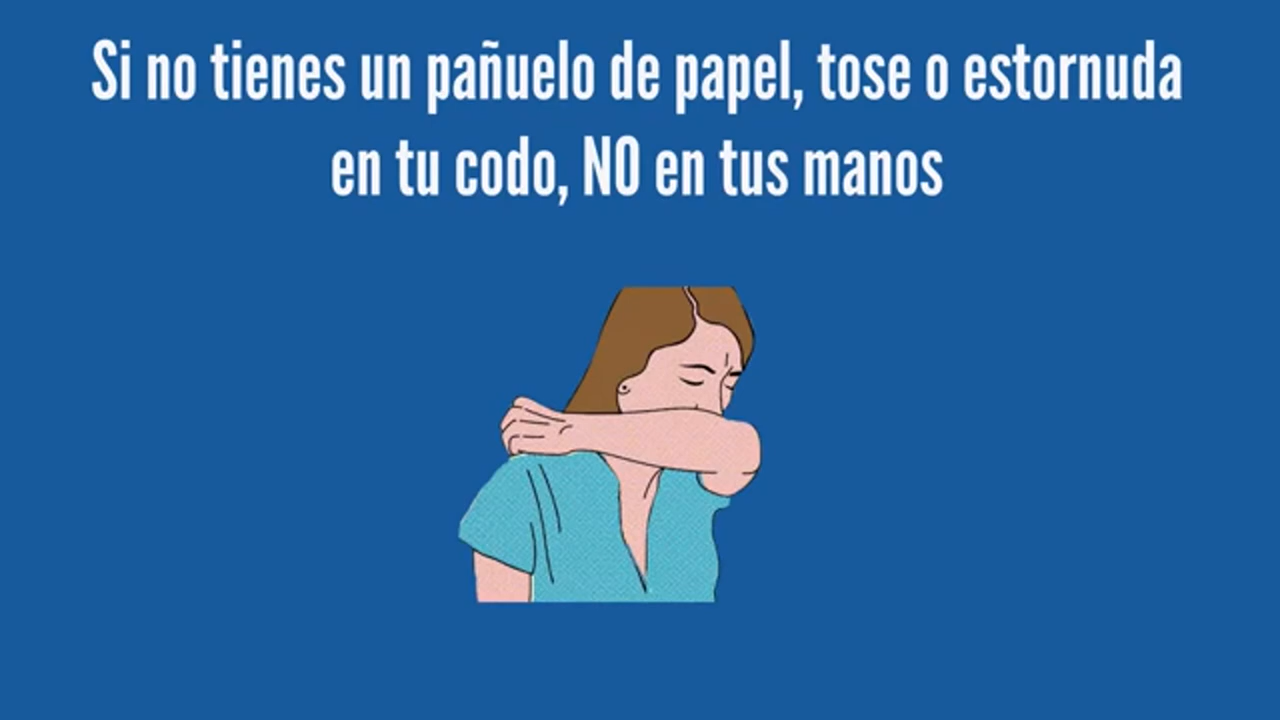 Si no tienes un pañuelo de papel, tose o estornuda
en tu codo, NO en tus manos